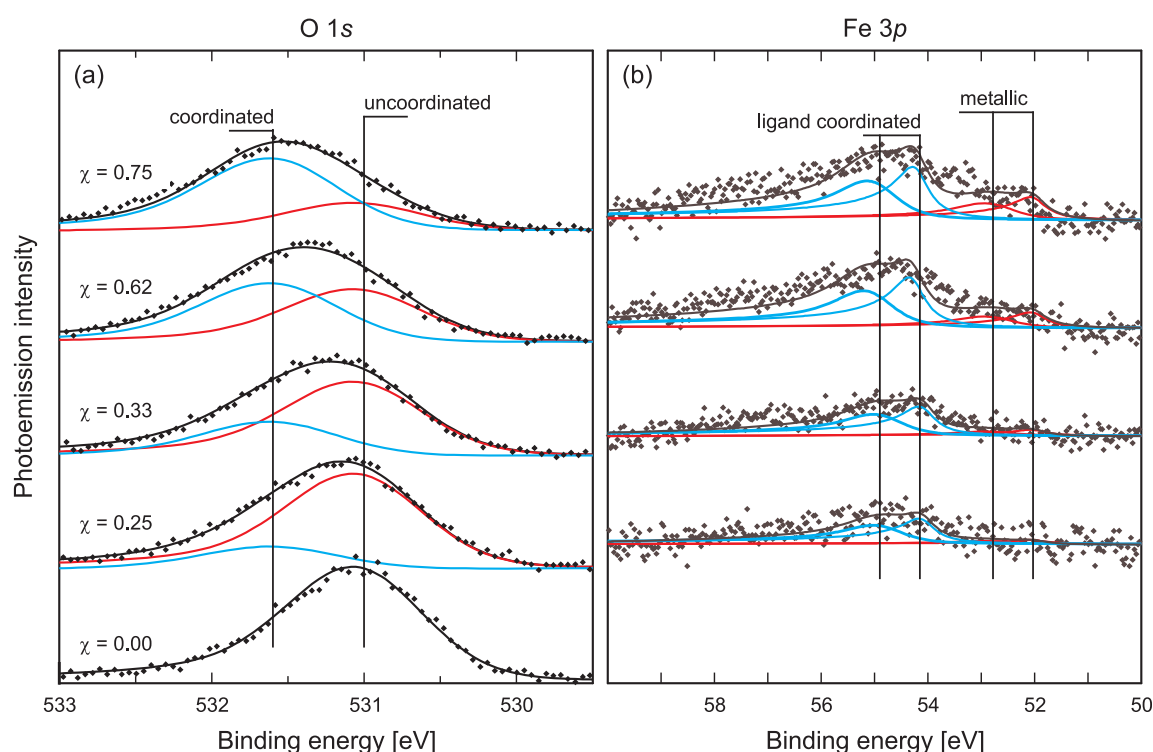 O 1s
Fe 3p
(a)
(b)
uncoordinated
coordinated
metallic
ligand coordinated
χ = 0.75
χ = 0.62
χ = 0.33
χ = 0.25
χ = 0.00
Photoemission intensity
533
532
531
530
58
56
54
52
50
Binding energy [eV]
Binding energy [eV]